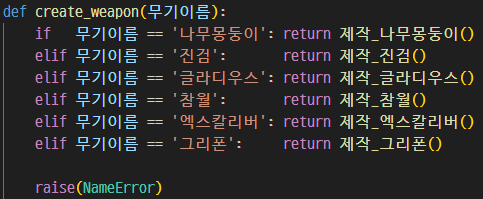 def create_weapon(무기이름):
    if   무기이름 == '나무몽둥이': return 제작_나무몽둥이()
    elif 무기이름 == '진검':       return 제작_진검()
    elif 무기이름 == '글라디우스': return 제작_글라디우스()
    elif 무기이름 == '참월':       return 제작_참월()
    elif 무기이름 == '엑스칼리버': return 제작_엑스칼리버()
    elif 무기이름 == '그리폰':     return 제작_그리폰()
    raise(NameError)